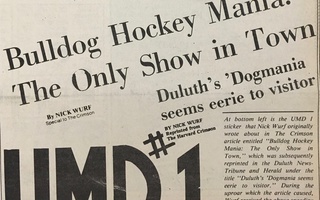 Bulldog Hockey Mania:
The Only Show in Town
Duluth's 'Dogmania
seems eerie to visitor
By NICK WURF
Special to The Crimson
By NICK WURF
Reprinted from
The Harvard Crimson
#
UMD 1
At bottom left is the UMD 1
sticker that Nick Wurf originally
wrote about in The Crimson
article entitled "Bulldog Hockey
Mania: The Only Show in
Town," which was subsequently
reprinted in the Duluth News-
Tribune and Herald under the
title "Duluth's 'Dogmania seems
eerie to visitor." During the
uproar which the article caused,